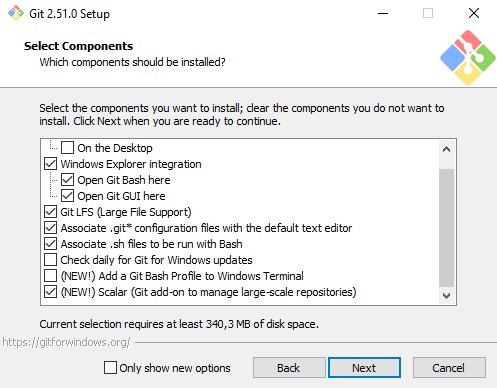 Git 2.51.0 Setup
Select Components
Which components should be installed?
Select the components you want to install; clear the components you do not want to
install. Click Next when you are ready to continue.
On the Desktop
Windows Explorer integration
Open Git Bash here
Open Git GUI here
Git LFS (Large File Support)
Associate .git* configuration files with the default text editor
Associate .sh files to be run with Bash
Check daily for Git for Windows updates
(NEW!) Add a Git Bash Profile to Windows Terminal
(NEW!) Scalar (Git add-on to manage large-scale repositories)
Current selection requires at least 340,3 MB of disk space.
https://gitforwindows.org/
Only show new options
Back
Next
Cancel